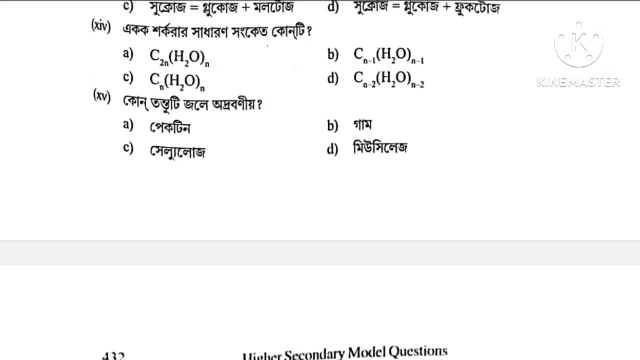 c) সুক্রোজ = গ্লুকোজ + মলটোজ d) সুক্রোজ = গ্লুকোজ + ফ্রুকটোজ
(xiv) একক শর্করার সাধারণ সংকেত কোন্‌টি?
a) C₂ₙ(H₂O)ₙ b) Cₙ₋₁(H₂O)ₙ₋₁
c) Cₙ(H₂O)ₙ d) Cₙ₋₂(H₂O)ₙ₋₂
(xv) কোন্ তন্তুটি জলে অদ্রবণীয়?
a) পেকটিন b) গাম
c) সেল্যুলোজ d) মিউসিলেজ
KINEMASTER
432 Higher Secondary Model Questions